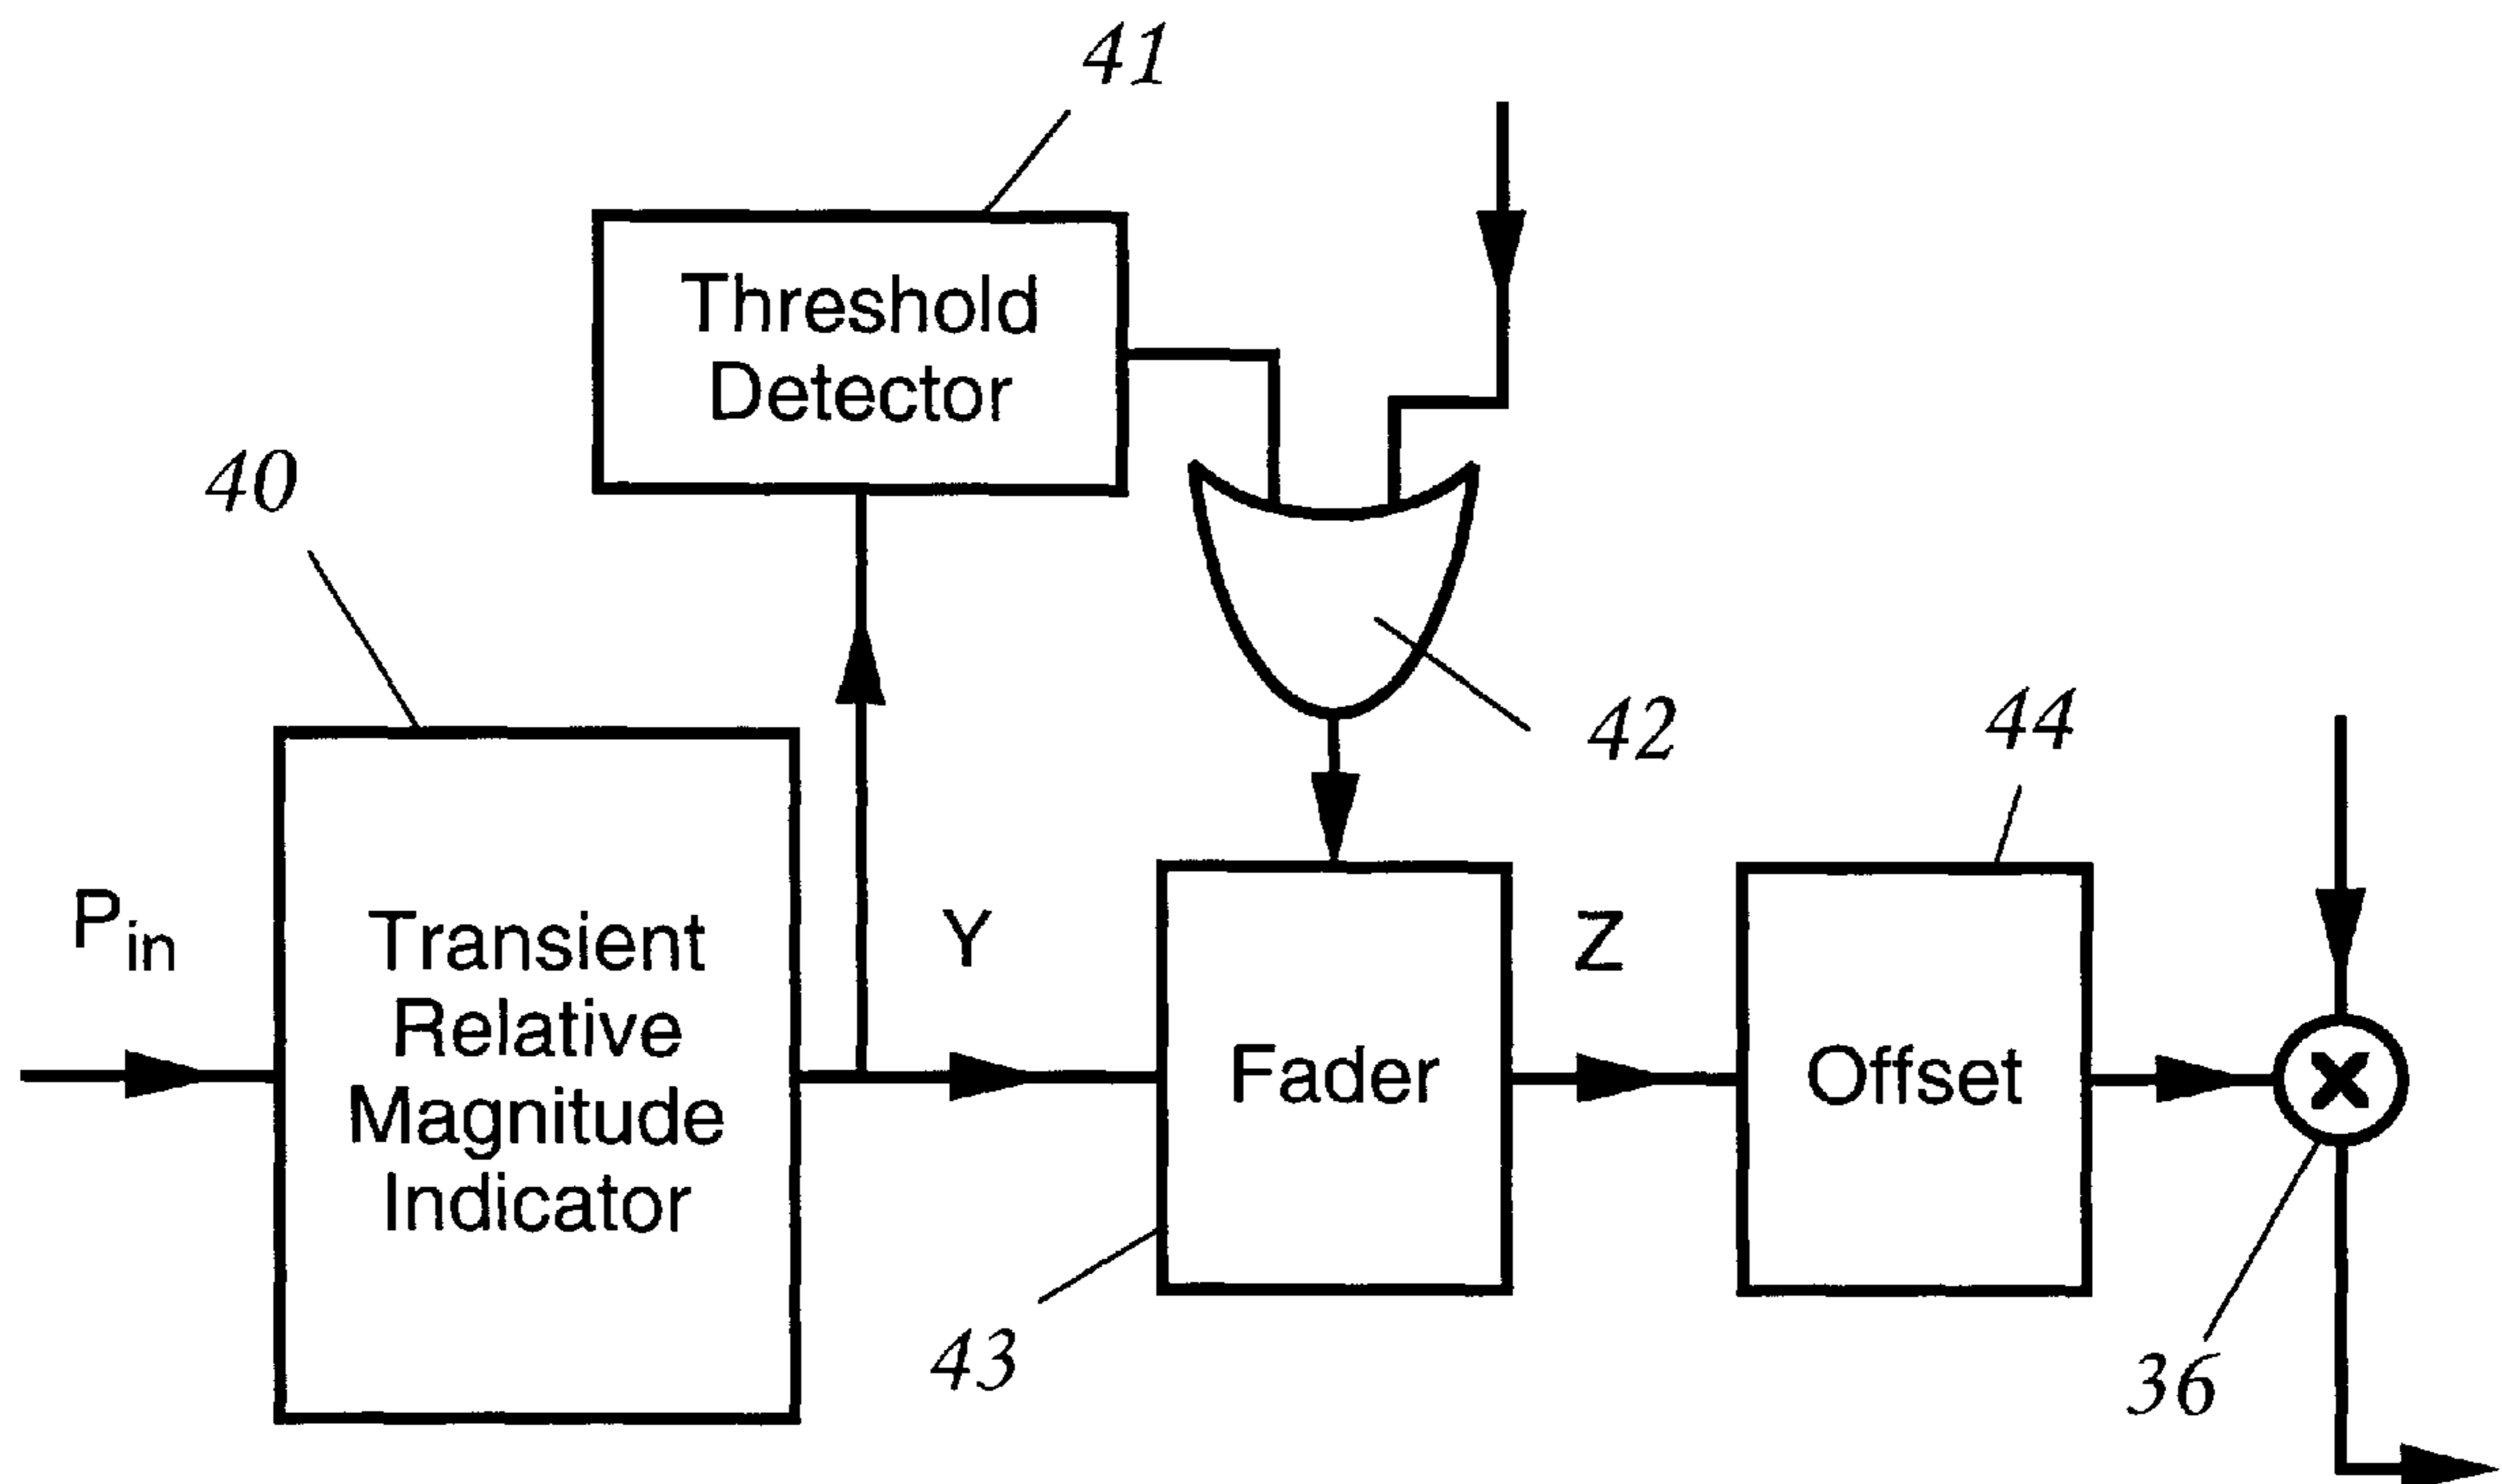 41
Threshold
Detector
40
42
44
Pin
Transient
Relative
Magnitude
Indicator
Y
Fader
Z
Offset
43
36